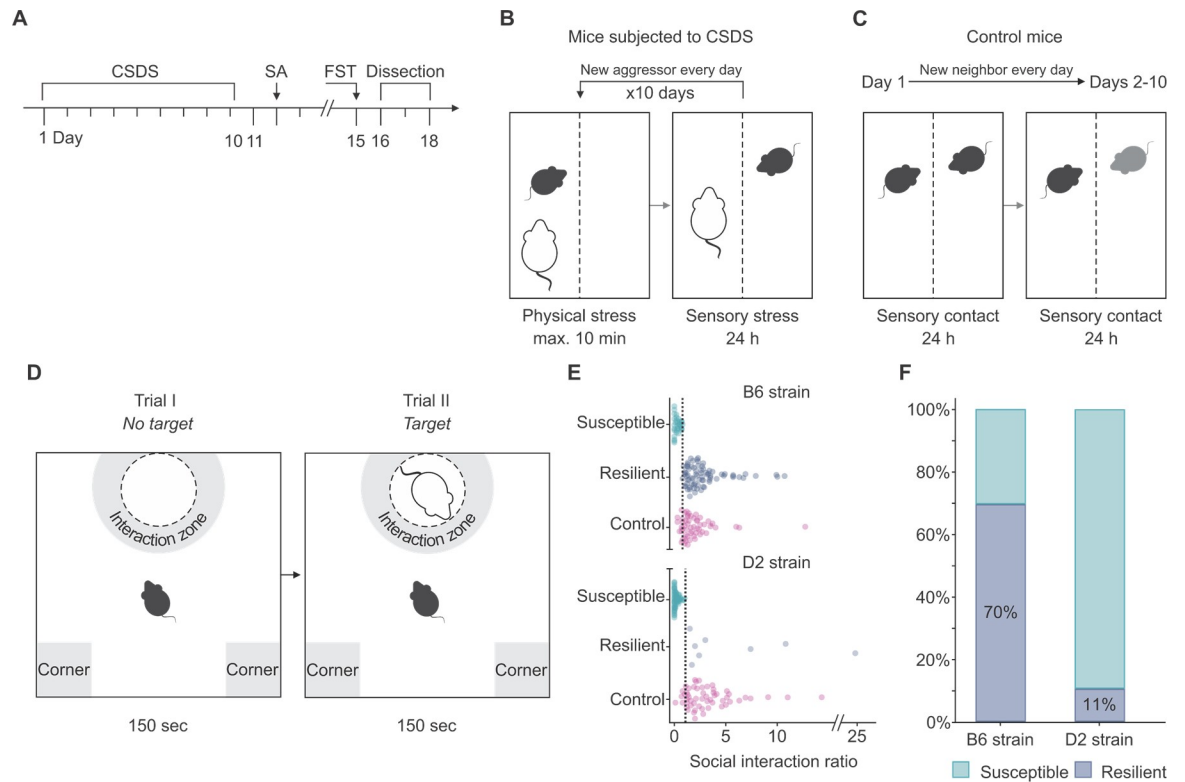 A
CSDS
SA
FST
Dissection
1 Day
10
11
15
16
18
B
Mice subjected to CSDS
New aggressor every day
x10 days
Physical stress
max. 10 min
Sensory stress
24 h
C
Control mice
Day 1
New neighbor every day
Days 2-10
Sensory contact
24 h
Sensory contact
24 h
D
Trial I
No target
Interaction zone
Corner
Corner
150 sec
Trial II
Target
Interaction zone
Corner
Corner
150 sec
E
B6 strain
Susceptible
Resilient
Control
D2 strain
Susceptible
Resilient
Control
0
5
10
25
Social interaction ratio
F
100%
80%
60%
40%
20%
0%
70%
11%
B6 strain
D2 strain
Susceptible
Resilient